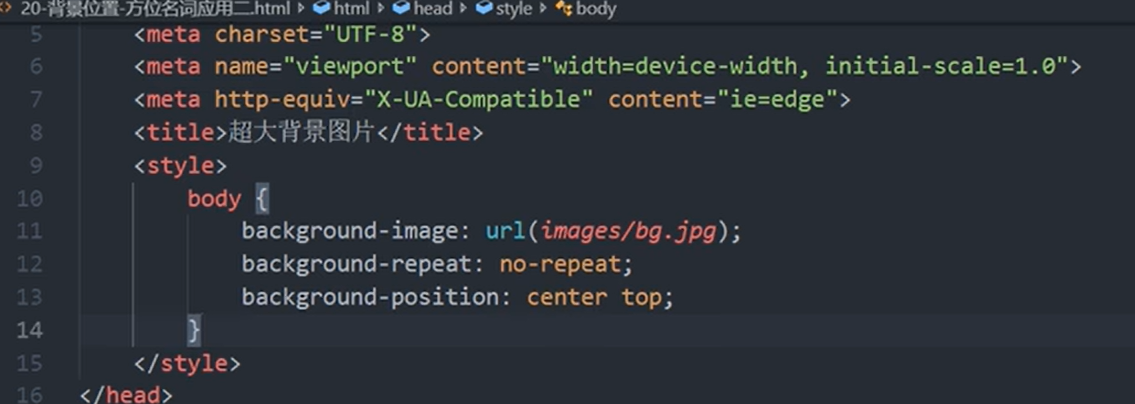 20-背景位置-方位名词应用二.html > html > head > style > body
5 <meta charset="UTF-8">
6 <meta name="viewport" content="width=device-width, initial-scale=1.0">
7 <meta http-equiv="X-UA-Compatible" content="ie=edge">
8 <title>超大背景图片</title>
9 <style>
10 body {
11 background-image: url(images/bg.jpg);
12 background-repeat: no-repeat;
13 background-position: center top;
14 }
15 </style>
16 </head>